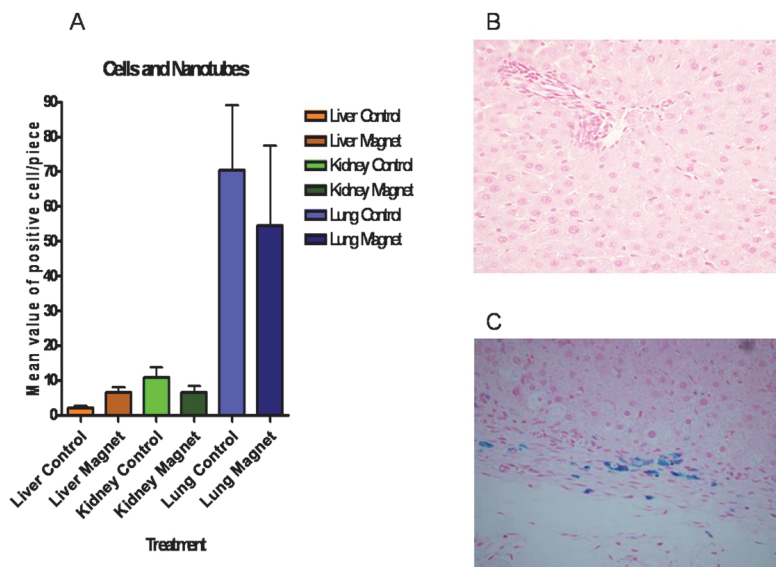 A
Cells and Nanotubes
90
80
70
60
50
40
30
20
10
0
Mean value of positive cell/piece
Liver Control
Liver Magnet
Kidney Control
Kidney Magnet
Lung Control
Lung Magnet
Treatment
Liver Control
Liver Magnet
Kidney Control
Kidney Magnet
Lung Control
Lung Magnet
B
C